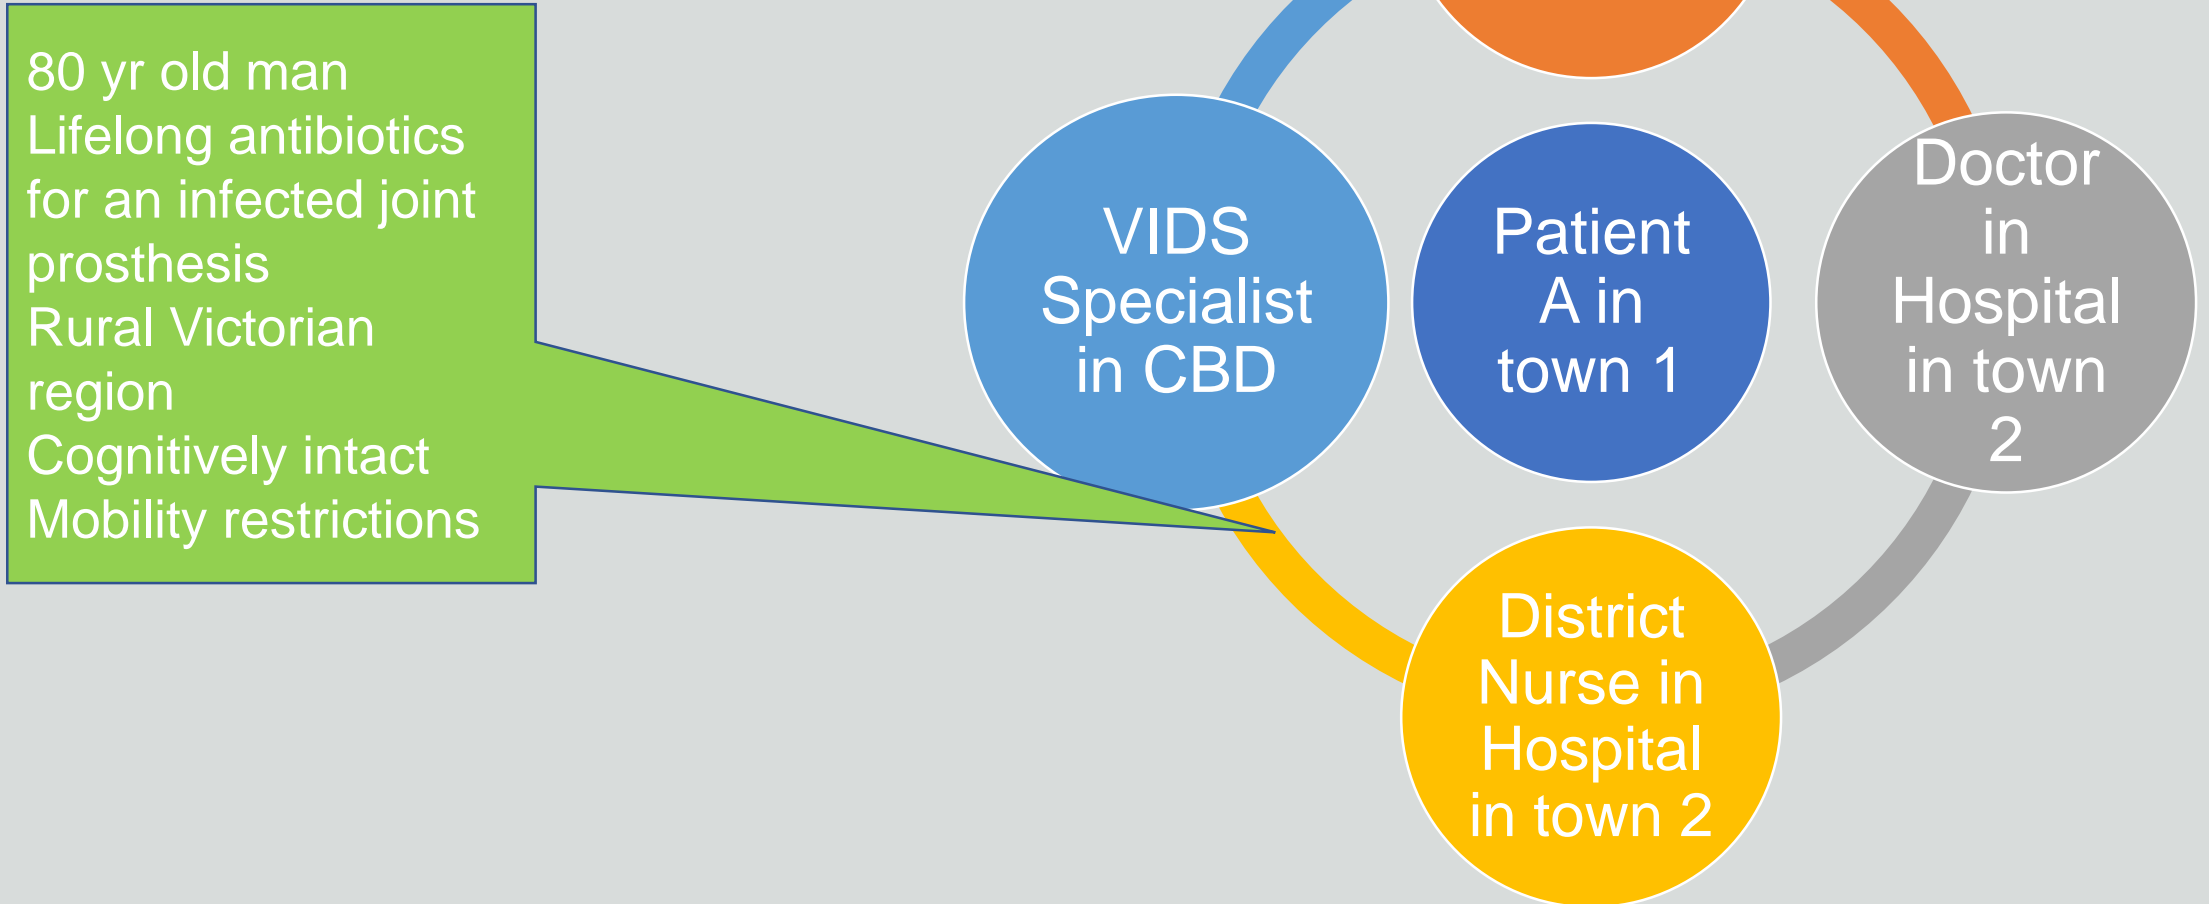 80 yr old man
Lifelong antibiotics
for an infected joint
prosthesis
Rural Victorian
region
Cognitively intact
Mobility restrictions
VIDS
Specialist
in CBD
Patient
A in
town 1
Doctor
in
Hospital
in town
2
District
Nurse in
Hospital
in town 2